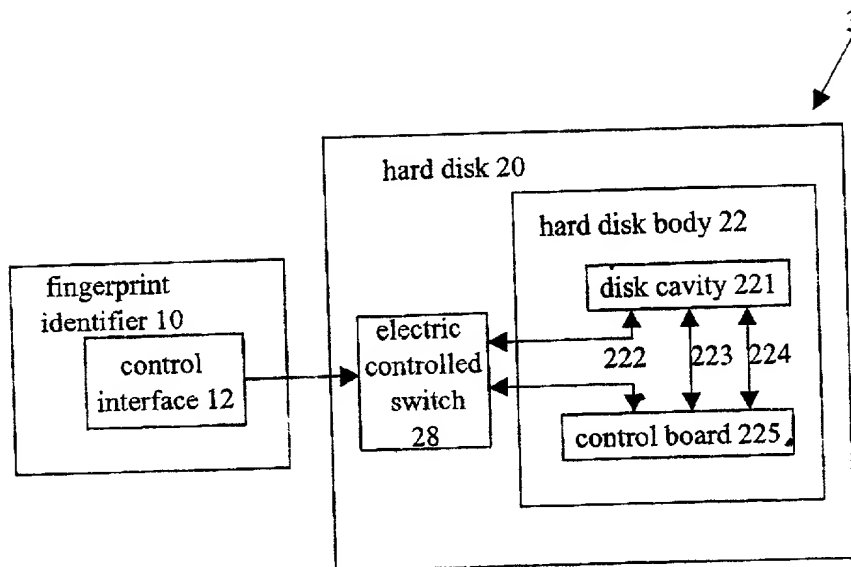 hard disk 20
hard disk body 22
disk cavity 221
fingerprint
identifier 10
control
interface 12
electric
controlled
switch
28
222
223
224
control board 225